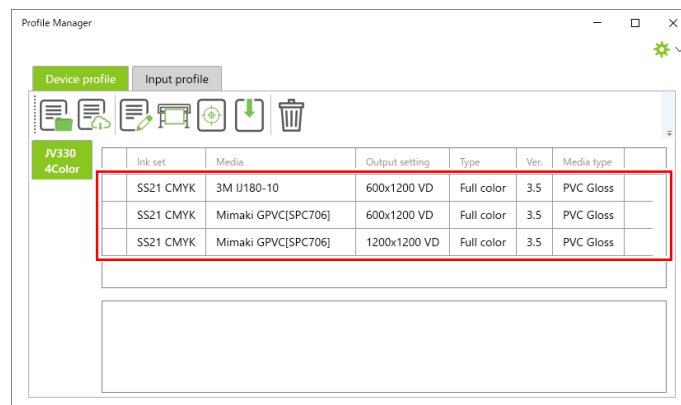 Profile Manager
Device profile Input profile
JV330
4Color
Ink set Media Output setting Type Ver. Media type
SS21 CMYK 3M IJ180-10 600x1200 VD Full color 3.5 PVC Gloss
SS21 CMYK Mimaki GPVC[SPC706] 600x1200 VD Full color 3.5 PVC Gloss
SS21 CMYK Mimaki GPVC[SPC706] 1200x1200 VD Full color 3.5 PVC Gloss